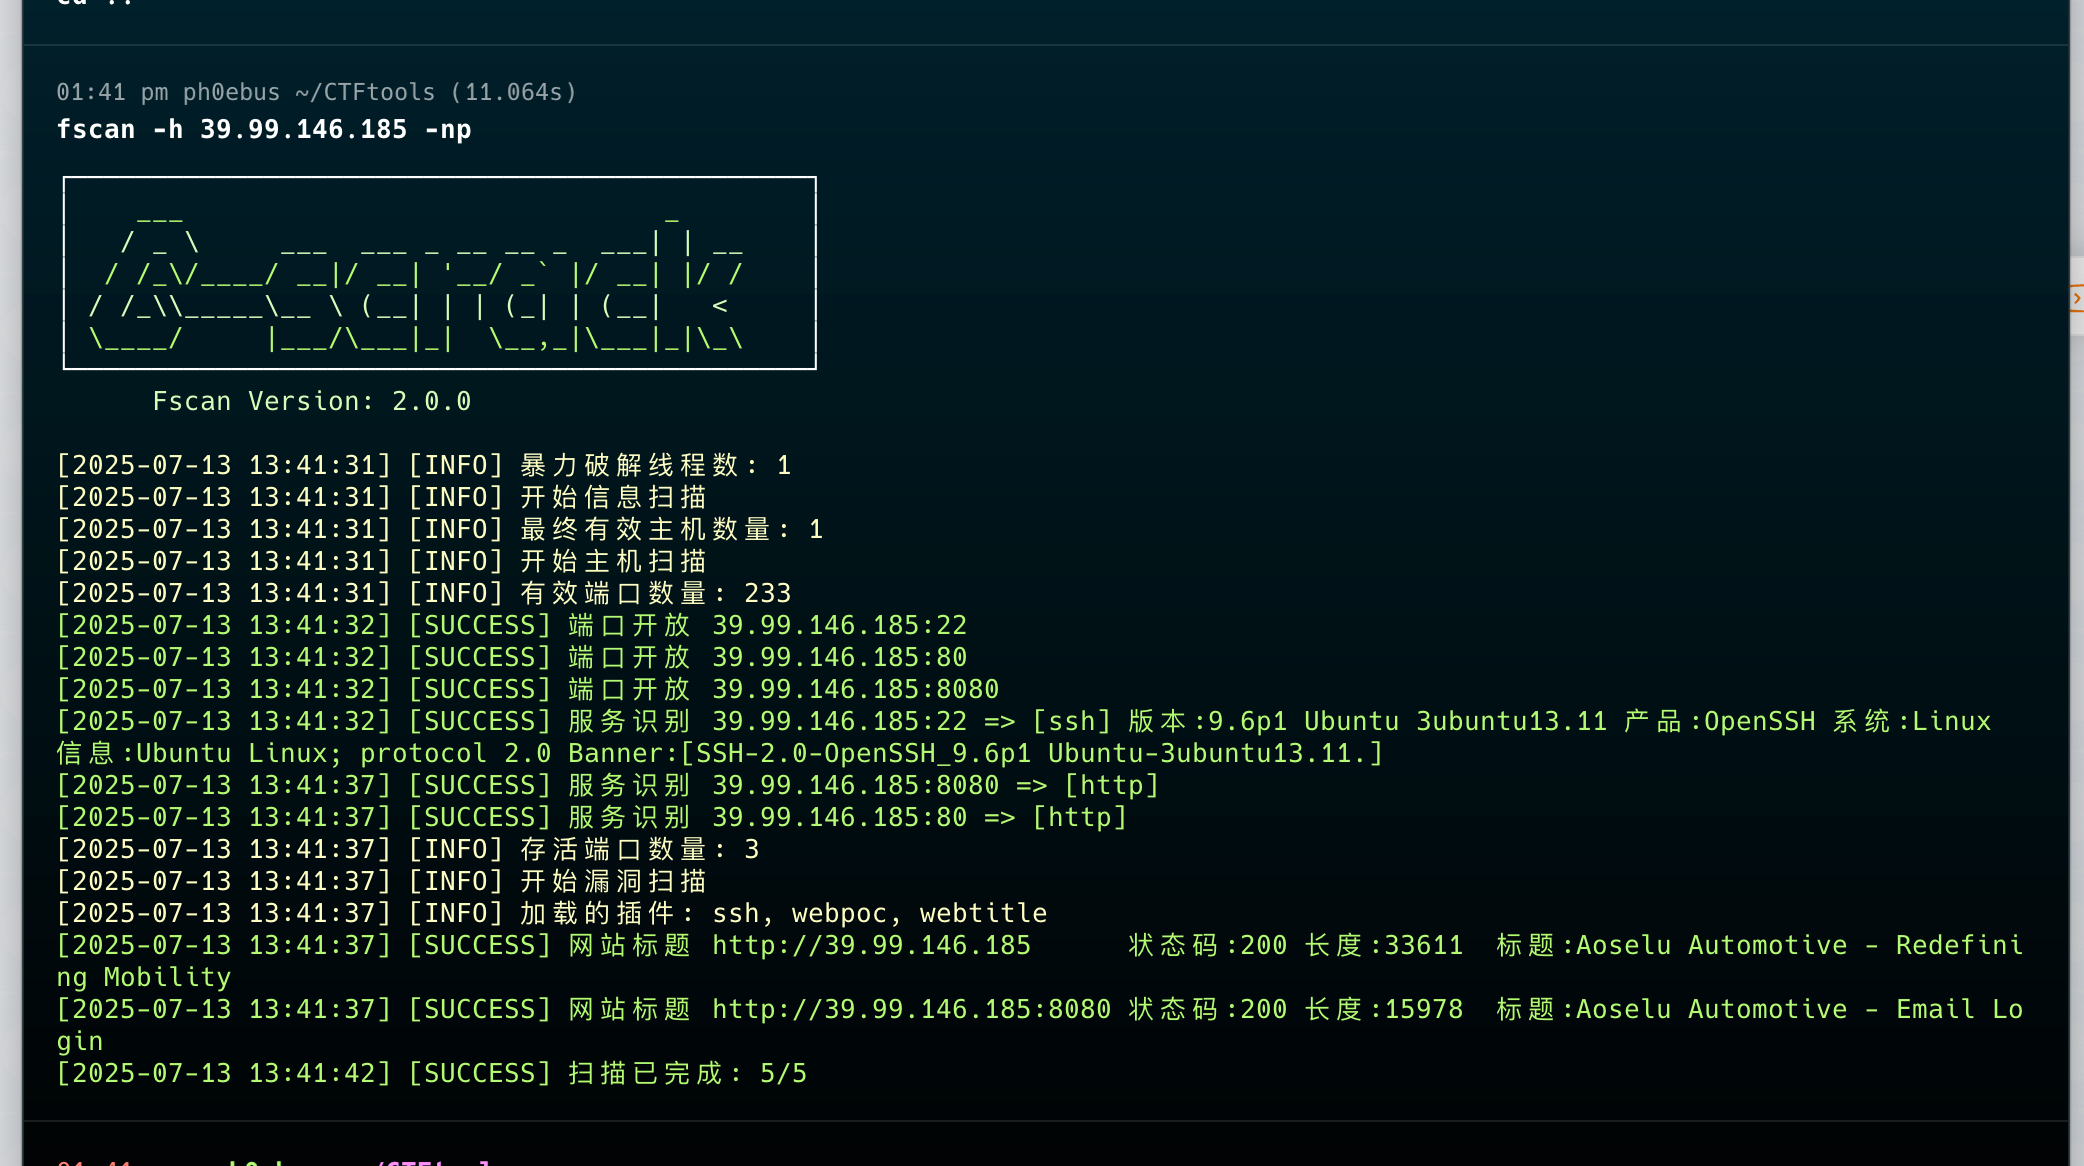 01:41 pm ph0ebus ~/CTFtools (11.064s)
fscan -h 39.99.146.185 -np
┌──────────────────────────────────────────────┐
│    ___                              _        │
│   / _ \     ___  ___ _ __ __ _  ___| | __    │
│  / /_\/____/ __|/ __| '__/ _` |/ __| |/ /    │
│ / /_\\_____\__ \ (__| | | (_| | (__|   <     │
│ \____/     |___/\___|_|  \__,_|\___|_|\_\    │
└──────────────────────────────────────────────┘
Fscan Version: 2.0.0
[2025-07-13 13:41:31] [INFO] 暴力破解线程数: 1
[2025-07-13 13:41:31] [INFO] 开始信息扫描
[2025-07-13 13:41:31] [INFO] 最终有效主机数量: 1
[2025-07-13 13:41:31] [INFO] 开始主机扫描
[2025-07-13 13:41:31] [INFO] 有效端口数量: 233
[2025-07-13 13:41:32] [SUCCESS] 端口开放 39.99.146.185:22
[2025-07-13 13:41:32] [SUCCESS] 端口开放 39.99.146.185:80
[2025-07-13 13:41:32] [SUCCESS] 端口开放 39.99.146.185:8080
[2025-07-13 13:41:32] [SUCCESS] 服务识别 39.99.146.185:22 => [ssh] 版本:9.6p1 Ubuntu 3ubuntu13.11 产品:OpenSSH 系统:Linux
信息:Ubuntu Linux; protocol 2.0 Banner:[SSH-2.0-OpenSSH_9.6p1 Ubuntu-3ubuntu13.11.]
[2025-07-13 13:41:37] [SUCCESS] 服务识别 39.99.146.185:8080 => [http]
[2025-07-13 13:41:37] [SUCCESS] 服务识别 39.99.146.185:80 => [http]
[2025-07-13 13:41:37] [INFO] 存活端口数量: 3
[2025-07-13 13:41:37] [INFO] 开始漏洞扫描
[2025-07-13 13:41:37] [INFO] 加载的插件: ssh, webpoc, webtitle
[2025-07-13 13:41:37] [SUCCESS] 网站标题 http://39.99.146.185      状态码:200 长度:33611  标题:Aoselu Automotive - Redefini
ng Mobility
[2025-07-13 13:41:37] [SUCCESS] 网站标题 http://39.99.146.185:8080 状态码:200 长度:15978  标题:Aoselu Automotive - Email Lo
gin
[2025-07-13 13:41:42] [SUCCESS] 扫描已完成: 5/5